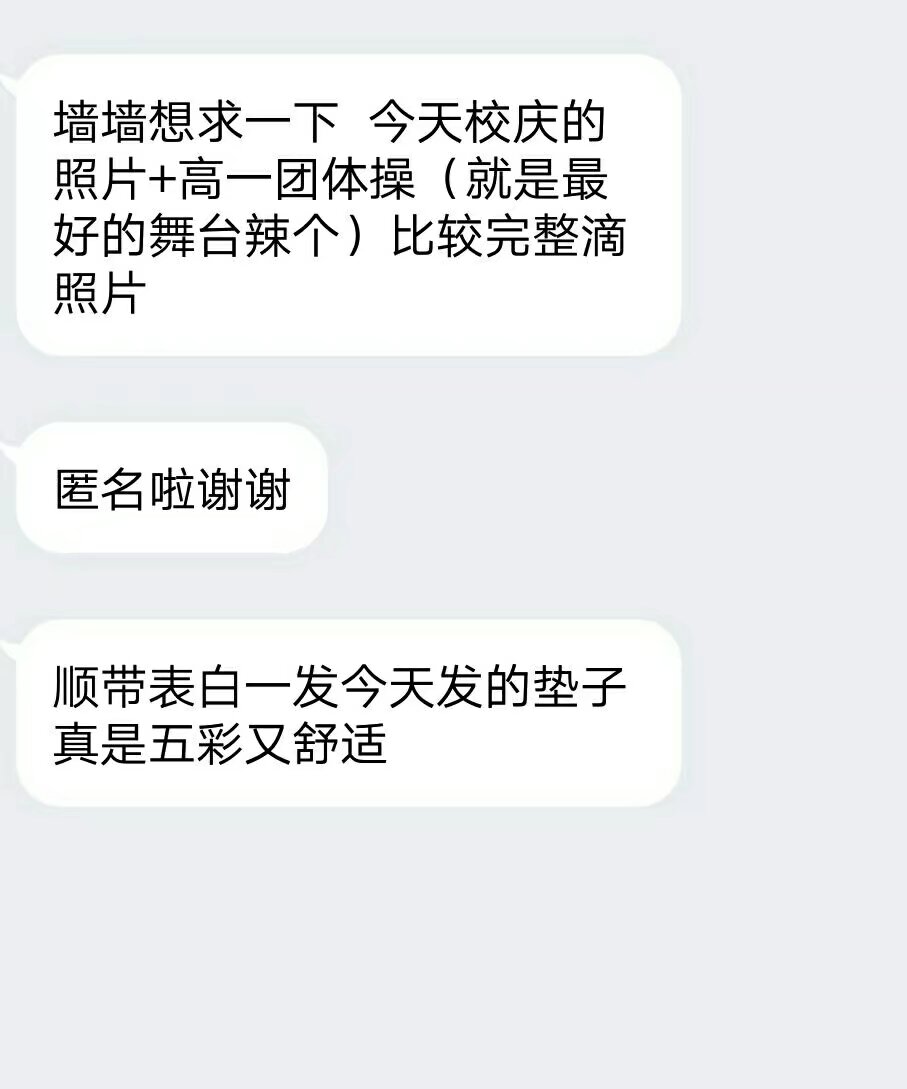 墙墙想求一下  今天校庆的
照片+高一团体操（就是最
好的舞台辣个）比较完整滴
照片
匿名啦谢谢
顺带表白一发今天发的垫子
真是五彩又舒适